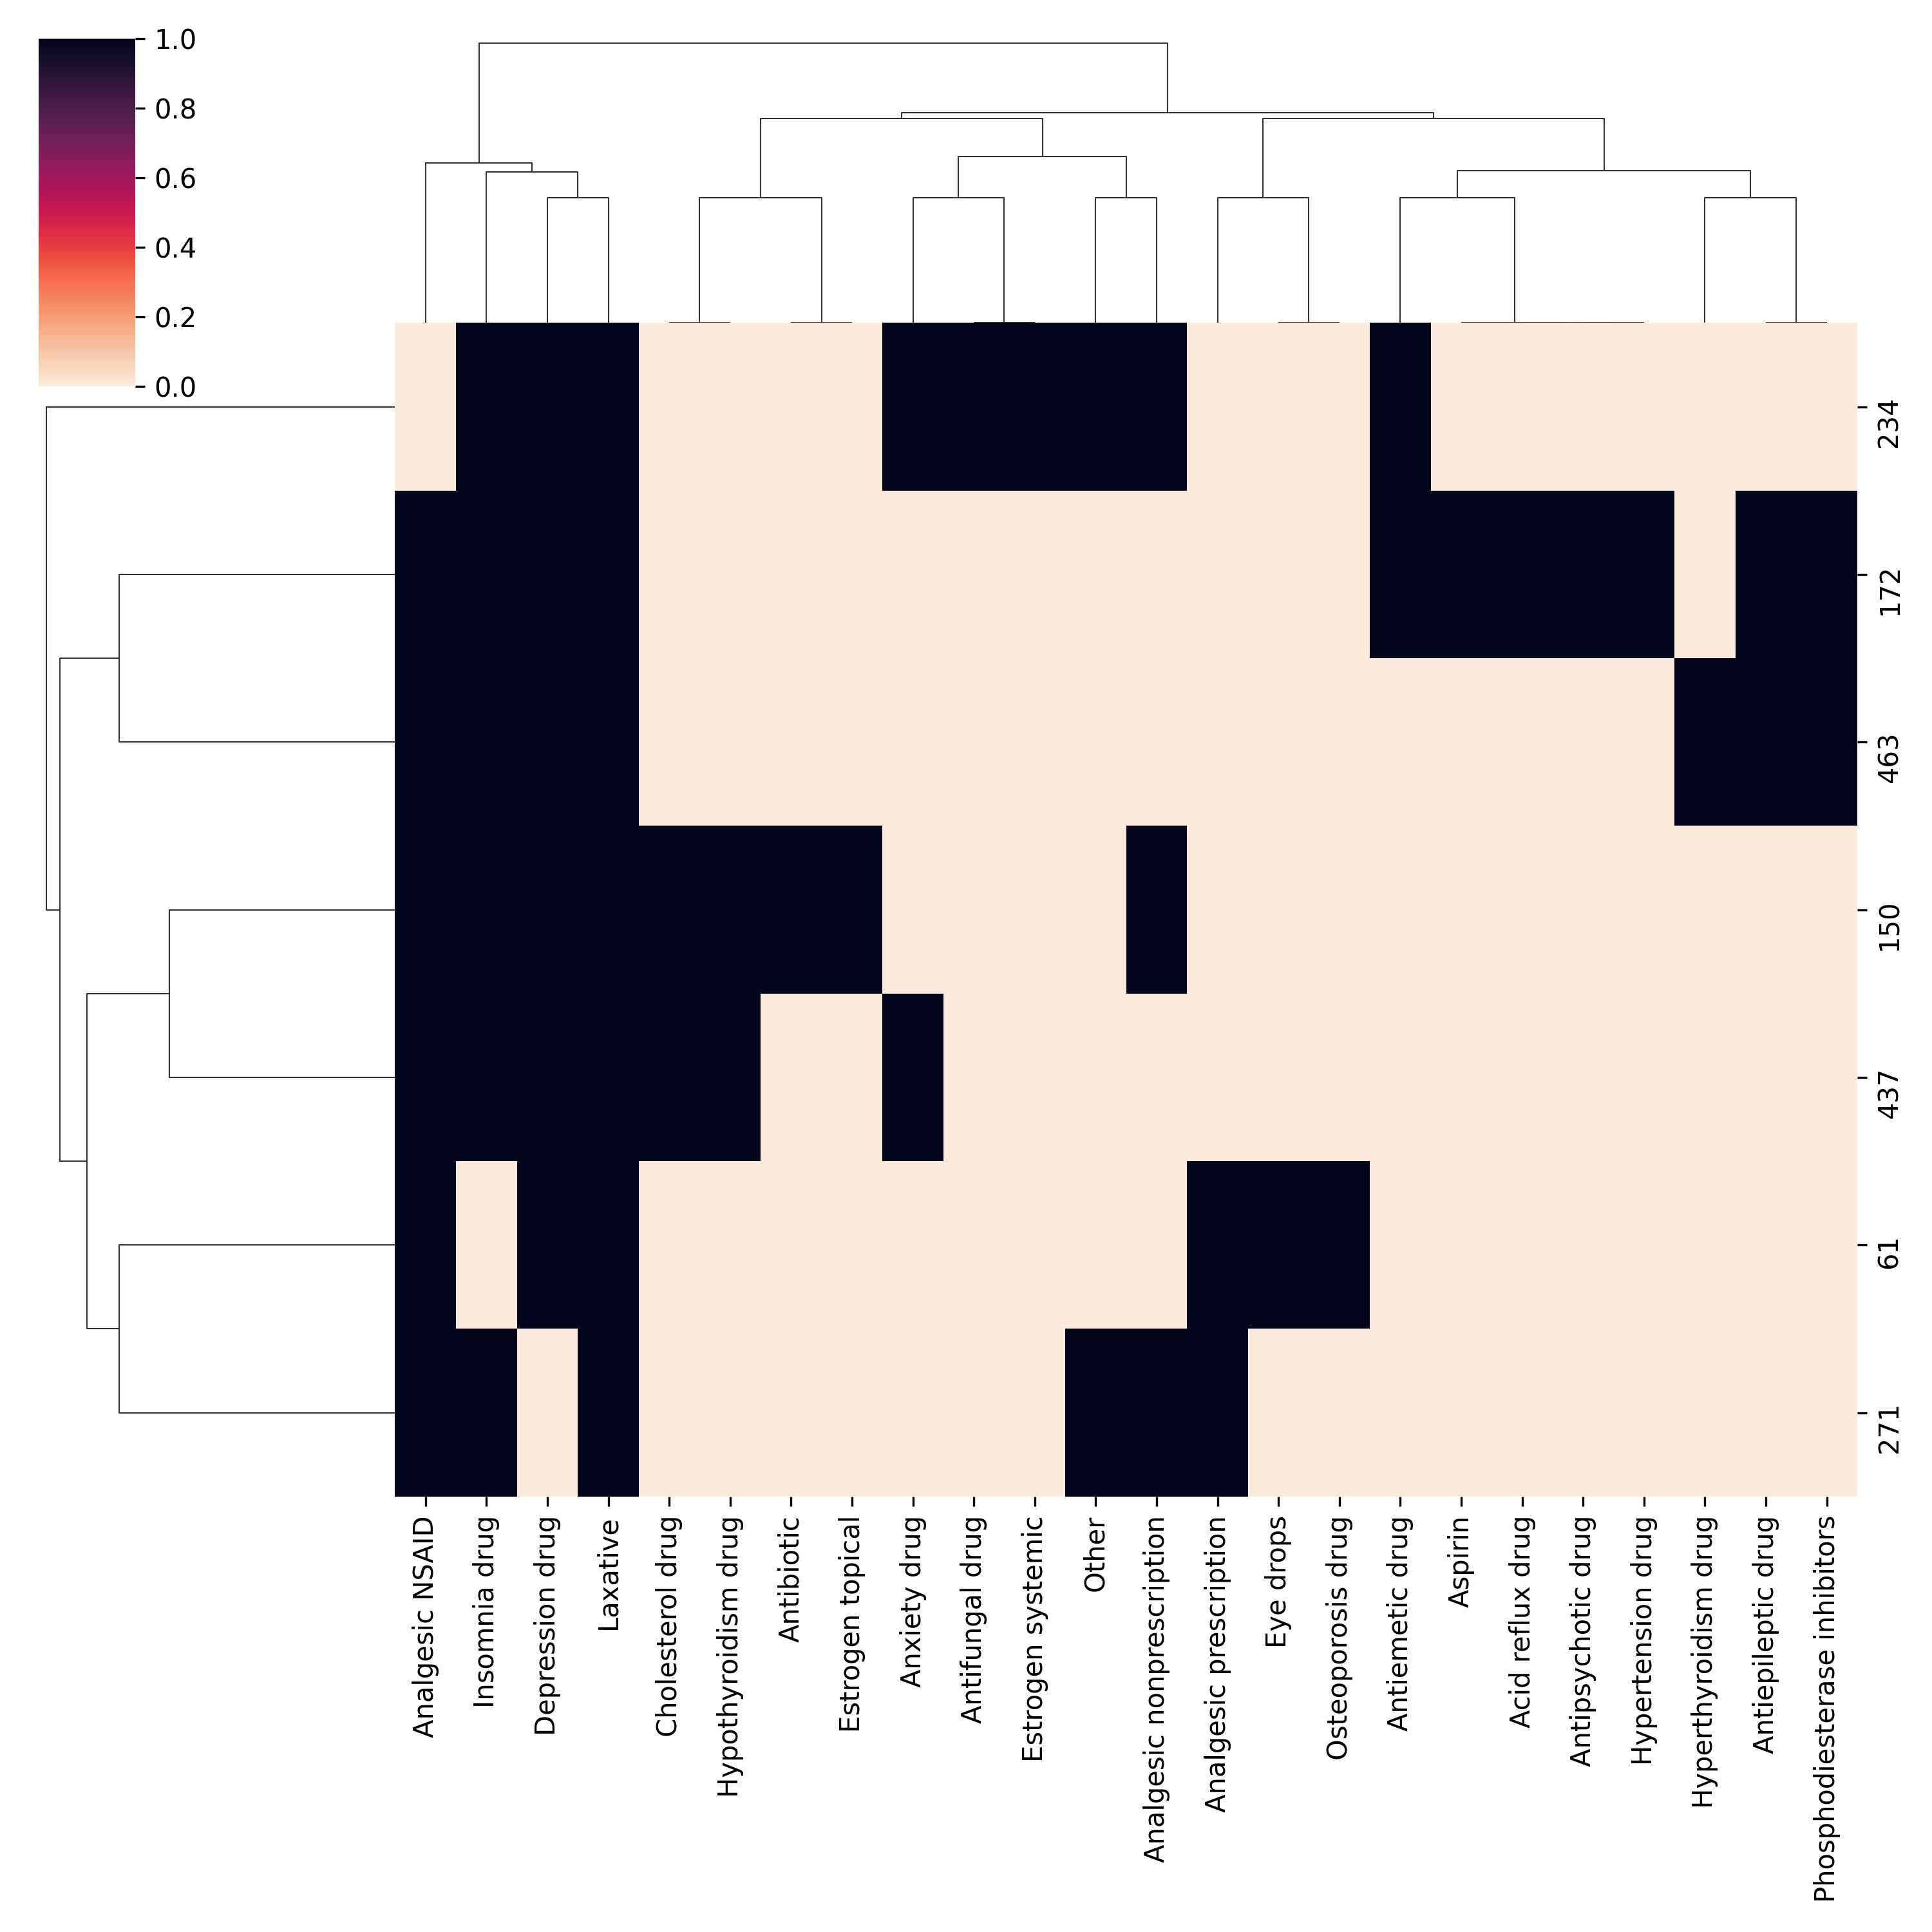 1.0
0.8
0.6
0.4
0.2
0.0
234
172
463
150
437
61
271
Analgesic NSAID
Insomnia drug
Depression drug
Laxative
Cholesterol drug
Hypothyroidism drug
Antibiotic
Estrogen topical
Anxiety drug
Antifungal drug
Estrogen systemic
Other
Analgesic nonprescription
Analgesic prescription
Eye drops
Osteoporosis drug
Antiemetic drug
Aspirin
Acid reflux drug
Antipsychotic drug
Hypertension drug
Hyperthyroidism drug
Antiepileptic drug
Phosphodiesterase inhibitors